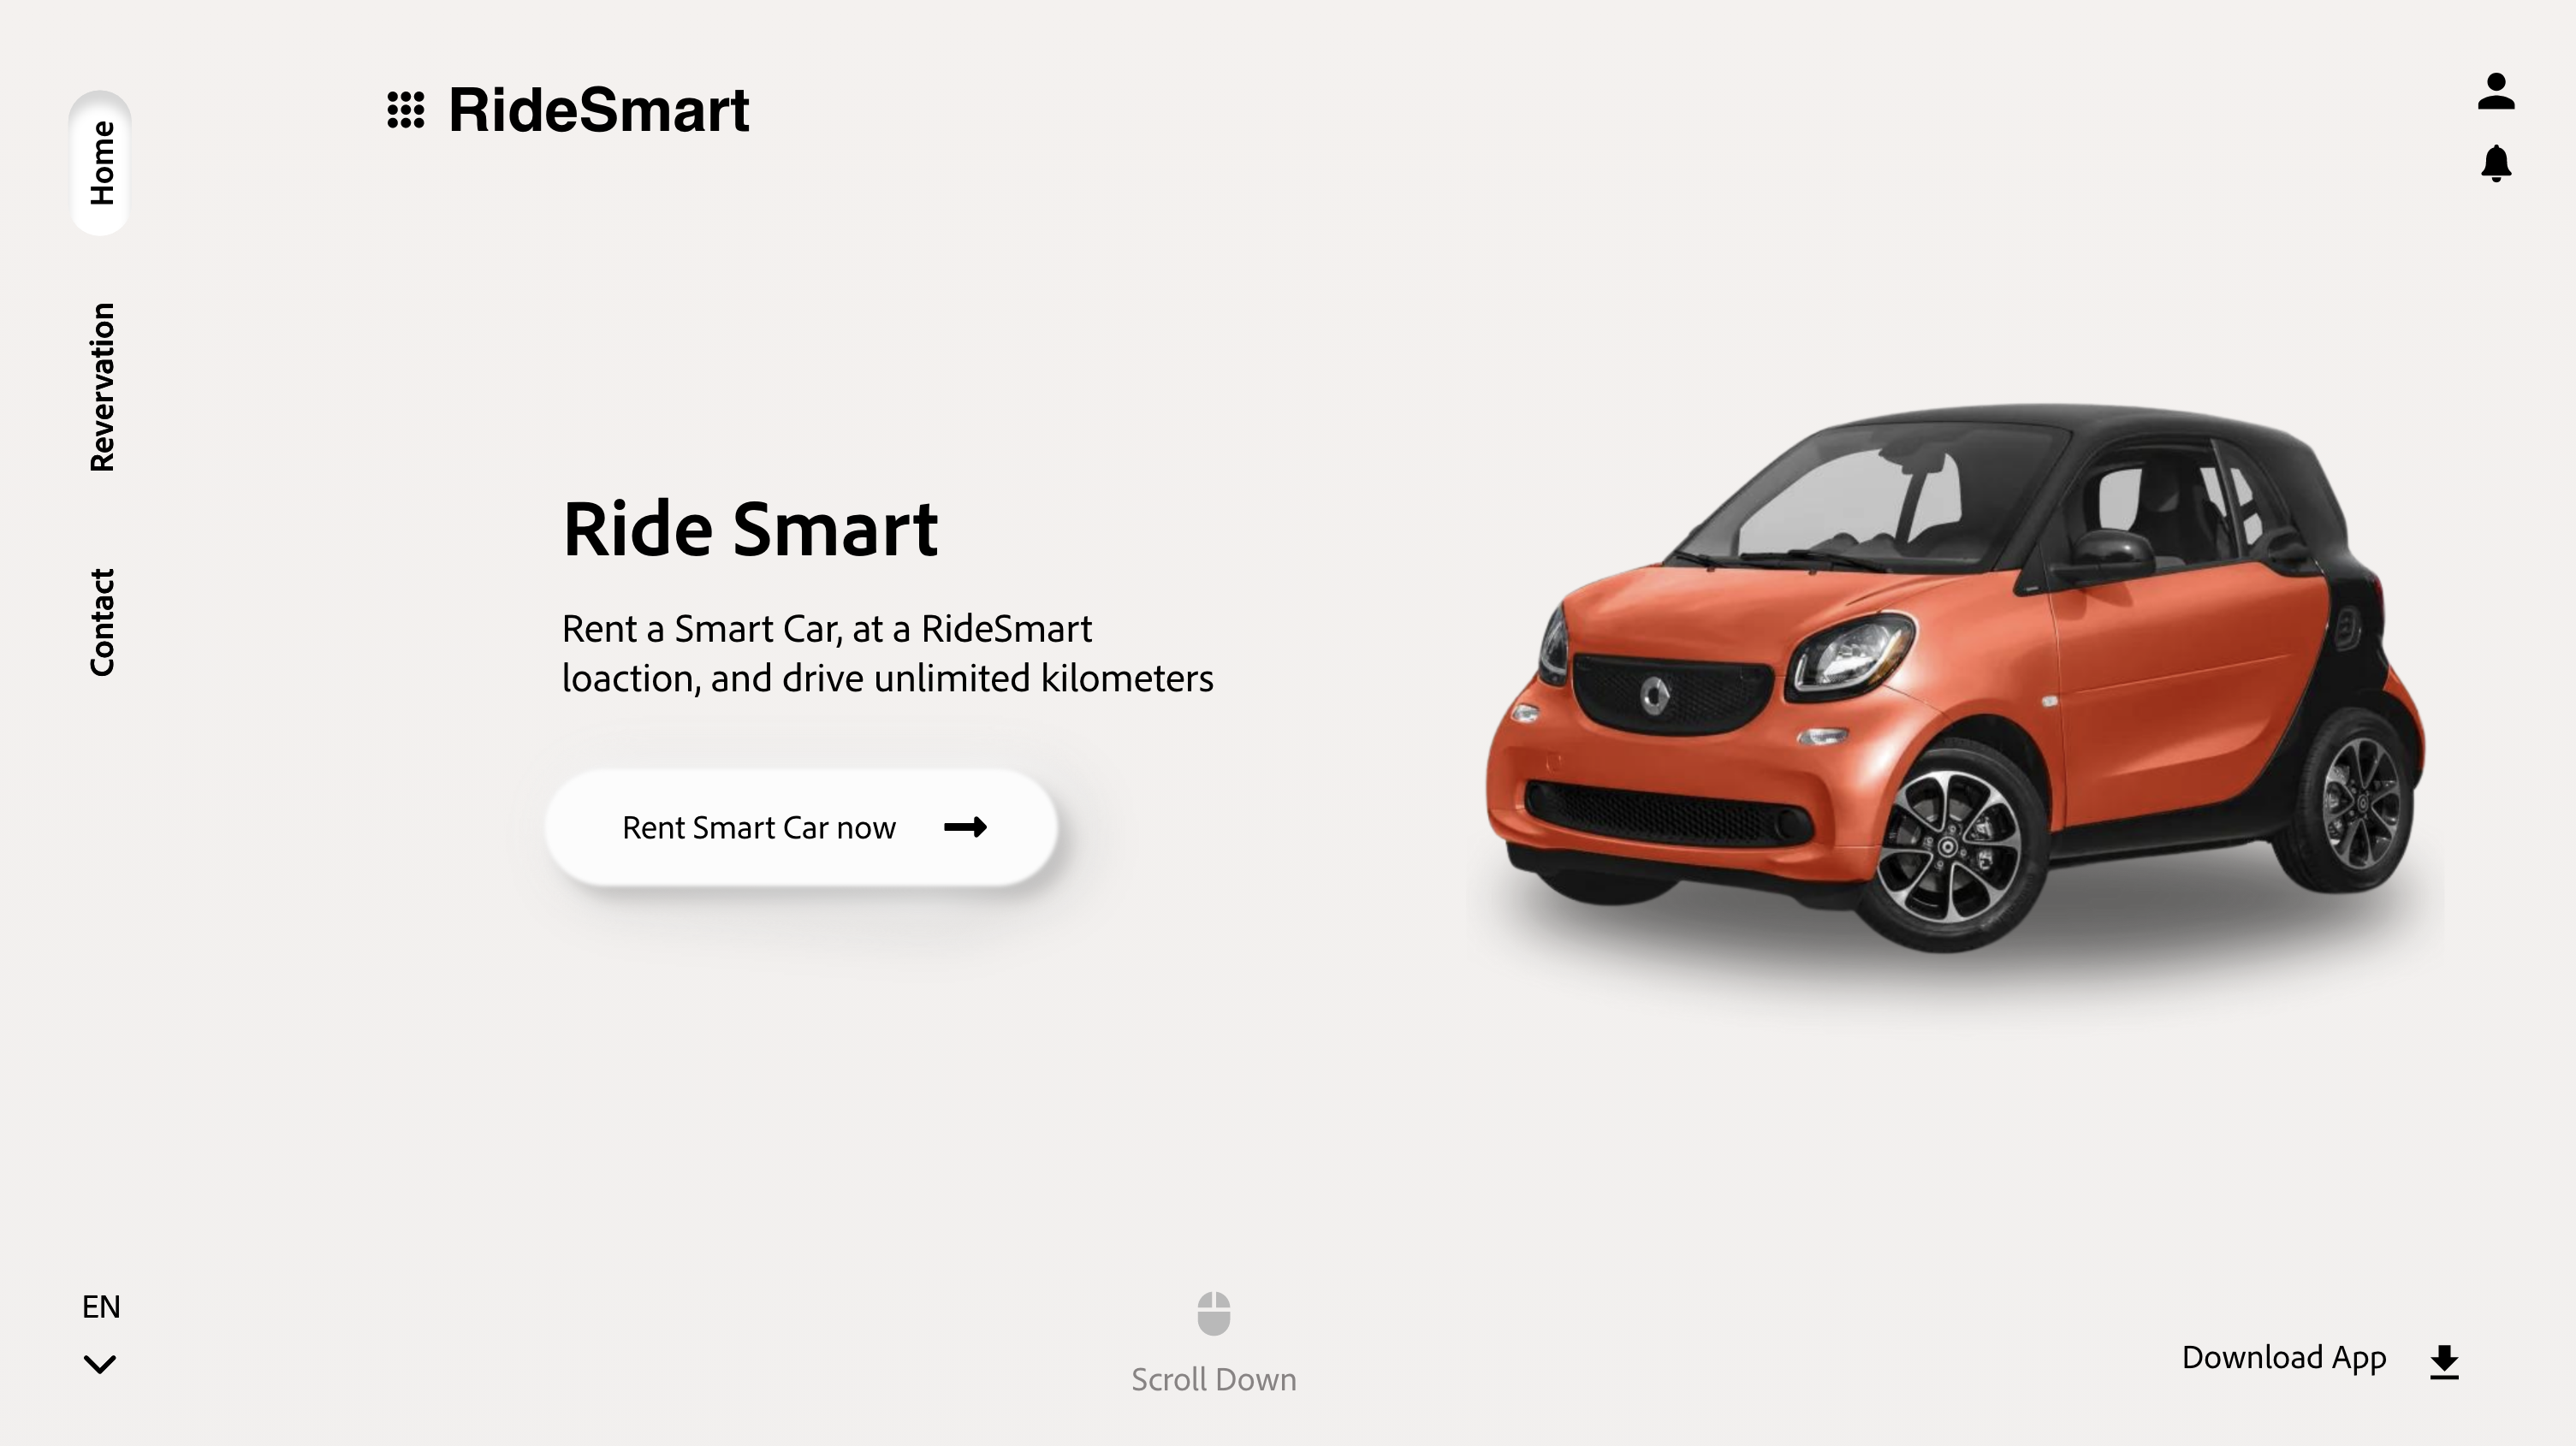 RideSmart
Home
Revervation
Contact
Ride Smart
Rent a Smart Car, at a RideSmart
loaction, and drive unlimited kilometers
Rent Smart Car now
EN
Scroll Down
Download App